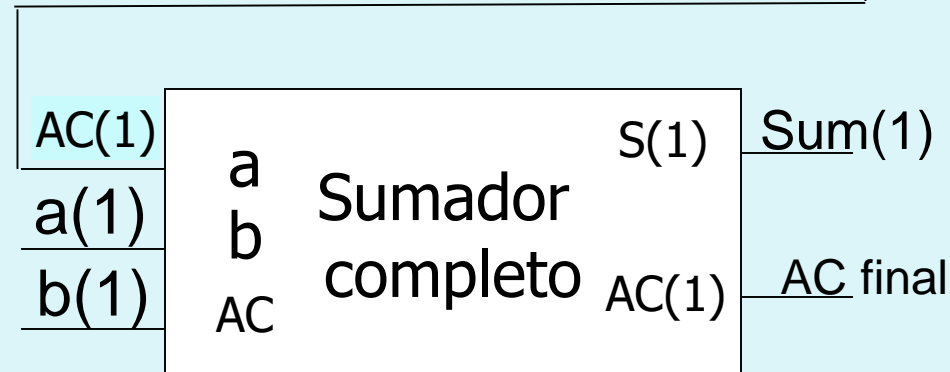 AC(1)
a(1)
b(1)
a
b
AC
Sumador
completo
S(1)
AC(1)
Sum(1)
AC final